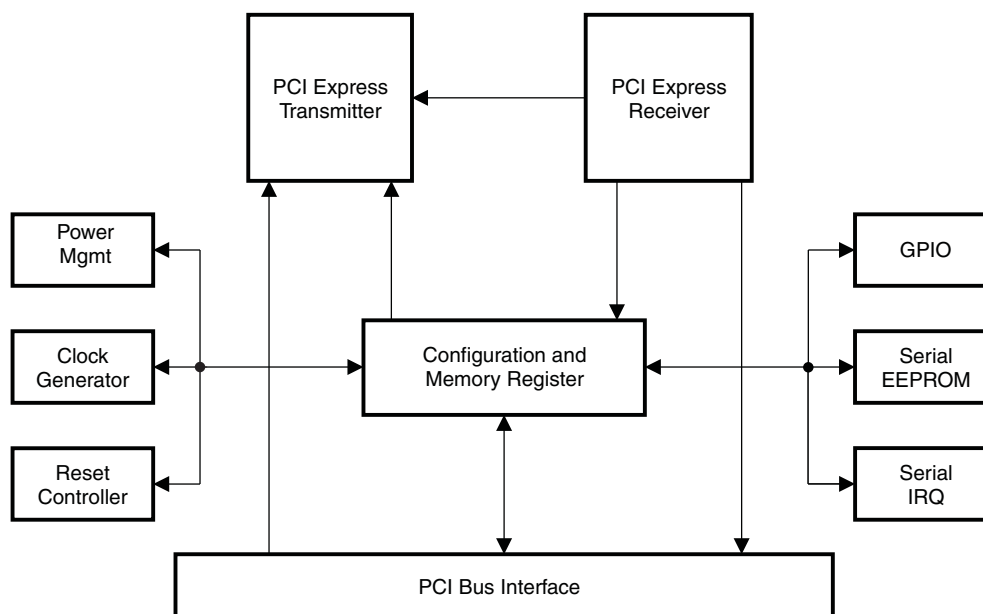 PCI Express
Transmitter
PCI Express
Receiver
Power
Mgmt
GPIO
Clock
Generator
Configuration and
Memory Register
Serial
EEPROM
Reset
Controller
Serial
IRQ
PCI Bus Interface